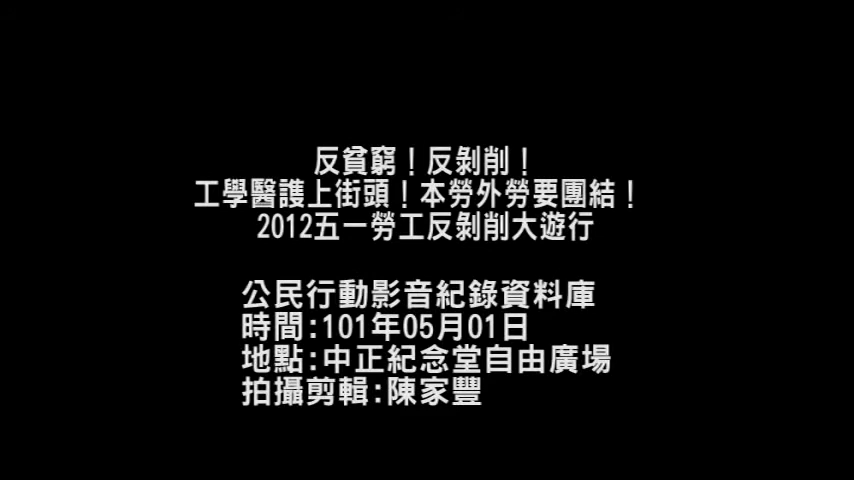 反貧窮！反剝削！
工學醫護上街頭！本勞外勞要團結！
2012五一勞工反剝削大遊行
公民行動影音紀錄資料庫
時間:101年05月01日
地點:中正紀念堂自由廣場
拍攝剪輯:陳家豐